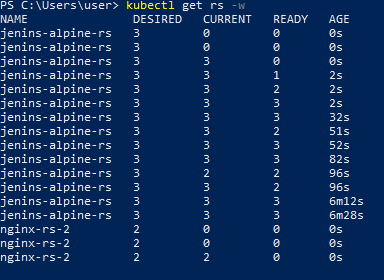 PS C:\Users\user> kubectl get rs -w
NAME DESIRED CURRENT READY AGE
jenins-alpine-rs 3 0 0 0s
jenins-alpine-rs 3 0 0 0s
jenins-alpine-rs 3 3 0 0s
jenins-alpine-rs 3 3 1 2s
jenins-alpine-rs 3 3 2 2s
jenins-alpine-rs 3 3 3 2s
jenins-alpine-rs 3 3 3 32s
jenins-alpine-rs 3 3 2 51s
jenins-alpine-rs 3 3 3 52s
jenins-alpine-rs 3 3 3 82s
jenins-alpine-rs 3 2 2 96s
jenins-alpine-rs 3 3 2 96s
jenins-alpine-rs 3 3 3 6m12s
jenins-alpine-rs 3 3 3 6m28s
nginx-rs-2 2 0 0 0s
nginx-rs-2 2 0 0 0s
nginx-rs-2 2 2 0 0s